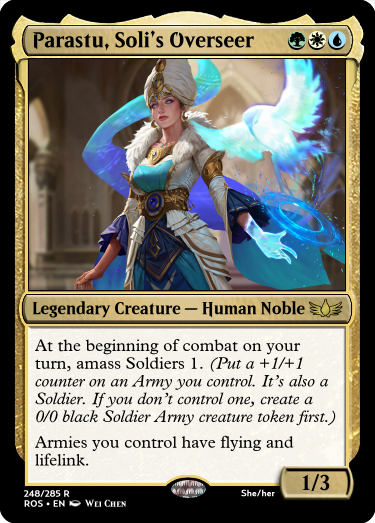 Parastu, Soli's Overseer
Legendary Creature — Human Noble
At the beginning of combat on your
turn, amass Soldiers 1. (Put a +1/+1
counter on an Army you control. It's also a
Soldier. If you don't control one, create a
0/0 black Soldier Army creature token first.)
Armies you control have flying and
lifelink.
1/3
248/285 R
She/her
ROS • EN Wei Chen